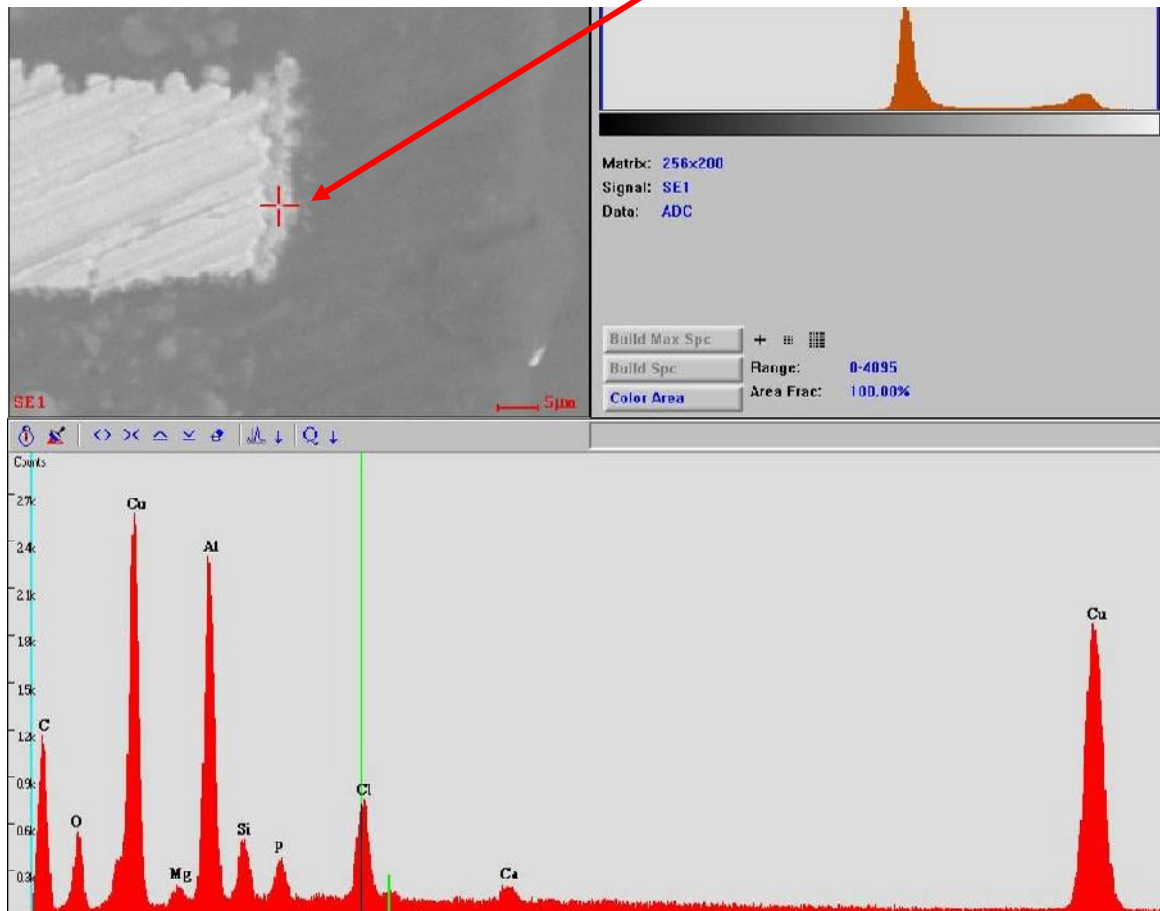 Matrix: 256x200
Signal: SE1
Data: ADC
Build Max Spc
Build Spc
Range: 0-4095
Color Area
Area Frac: 100.00%
SE1
5µm
Counts
2.7k
2.4k
2.1k
1.8k
1.5k
1.2k
0.9k
0.6k
0.3k
C
O
Cu
Mg
Al
Si
P
Cl
Ca
Cu